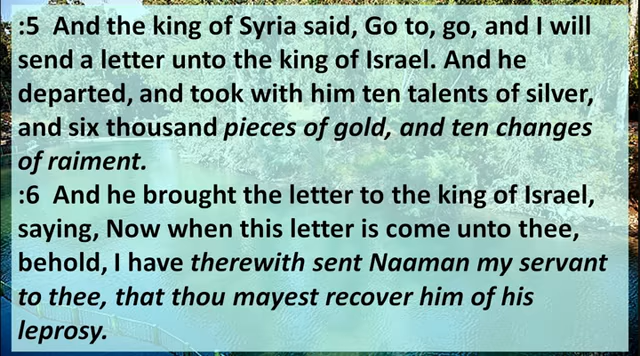 :5  And the king of Syria said, Go to, go, and I will
send a letter unto the king of Israel. And he
departed, and took with him ten talents of silver,
and six thousand pieces of gold, and ten changes
of raiment.
:6  And he brought the letter to the king of Israel,
saying, Now when this letter is come unto thee,
behold, I have therewith sent Naaman my servant
to thee, that thou mayest recover him of his
leprosy.